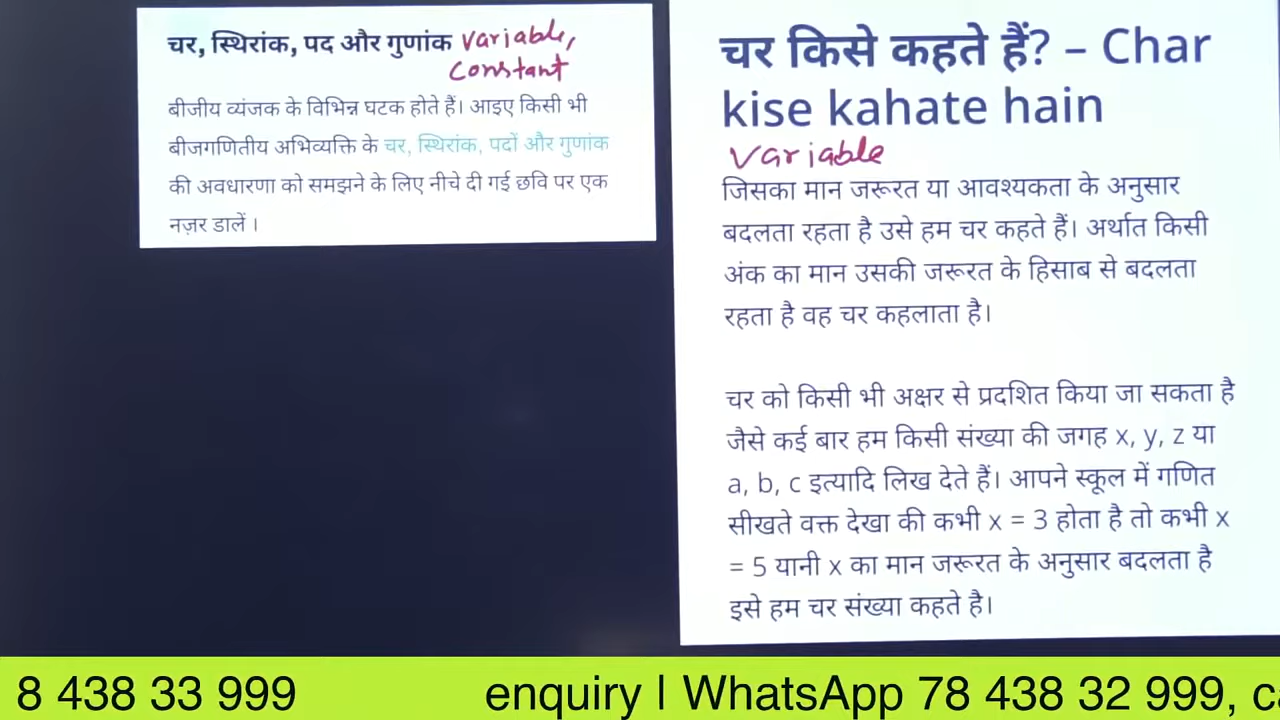 चर, स्थिरांक, पद और गुणांक variable,
constant
बीजीय व्यंजक के विभिन्न घटक होते हैं। आइए किसी भी
बीजगणितीय अभिव्यक्ति के चर, स्थिरांक, पदों और गुणांक
की अवधारणा को समझने के लिए नीचे दी गई छवि पर एक
नज़र डालें ।
चर किसे कहते हैं? – Char
kise kahate hain
variable
जिसका मान जरूरत या आवश्यकता के अनुसार
बदलता रहता है उसे हम चर कहते हैं। अर्थात किसी
अंक का मान उसकी जरूरत के हिसाब से बदलता
रहता है वह चर कहलाता है।
चर को किसी भी अक्षर से प्रदशित किया जा सकता है
जैसे कई बार हम किसी संख्या की जगह x, y, z या
a, b, c इत्यादि लिख देते हैं। आपने स्कूल में गणित
सीखते वक्त देखा की कभी x = 3 होता है तो कभी x
= 5 यानी x का मान जरूरत के अनुसार बदलता है
इसे हम चर संख्या कहते है।
8 438 33 999 enquiry | WhatsApp 78 438 32 999,